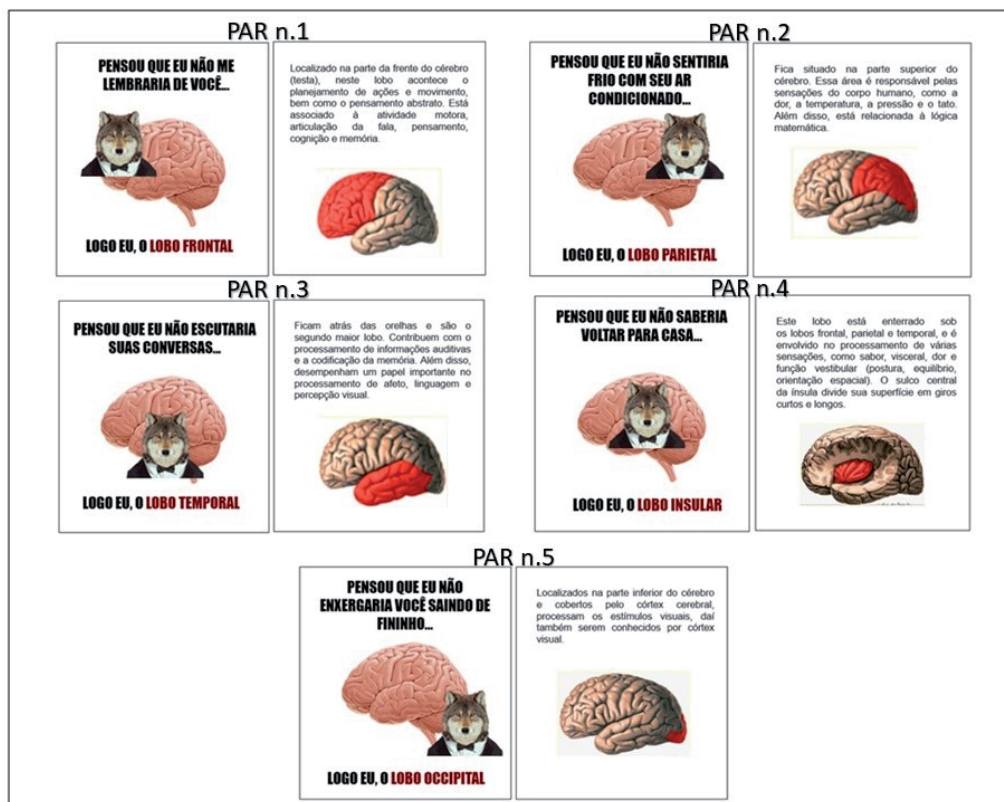 PAR n.1
PENSOU QUE EU NÃO ME
LEMBRARIA DE VOCÊ...
LOGO EU, O LOBO FRONTAL
Localizado na parte da frente do cérebro
(testa), neste lobo acontece o
planejamento de ações e movimento,
bem como o pensamento abstrato. Está
associado à atividade motora,
articulação da fala, pensamento,
cognição e memória.
PAR n.2
PENSOU QUE EU NÃO SENTIRIA
FRIO COM SEU AR
CONDICIONADO...
LOGO EU, O LOBO PARIETAL
Fica situado na parte superior do
cérebro. Essa área é responsável pelas
sensações do corpo humano, como a
dor, a temperatura, a pressão e o tato.
Além disso, está relacionada à lógica
matemática.
PAR n.3
PENSOU QUE EU NÃO ESCUTARIA
SUAS CONVERSAS...
LOGO EU, O LOBO TEMPORAL
Ficam atrás das orelhas e são o
segundo maior lobo. Contribuem com o
processamento de informações auditivas
e a codificação da memória. Além disso,
desempenham um papel importante no
processamento de afeto, linguagem e
percepção visual.
PAR n.4
PENSOU QUE EU NÃO SABERIA
VOLTAR PARA CASA...
LOGO EU, O LOBO INSULAR
Este lobo está enterrado sob
os lobos frontal, parietal e temporal, e é
envolvido no processamento de várias
sensações, como sabor, visceral, dor e
função vestibular (postura, equilíbrio,
orientação espacial). O sulco central
da ínsula divide sua superfície em giros
curtos e longos.
PAR n.5
PENSOU QUE EU NÃO
ENXERGARIA VOCÊ SAINDO DE
FININHO...
LOGO EU, O LOBO OCCIPITAL
Localizados na parte inferior do cérebro
e cobertos pelo córtex cerebral,
processam os estímulos visuais, daí
também serem conhecidos por córtex
visual.